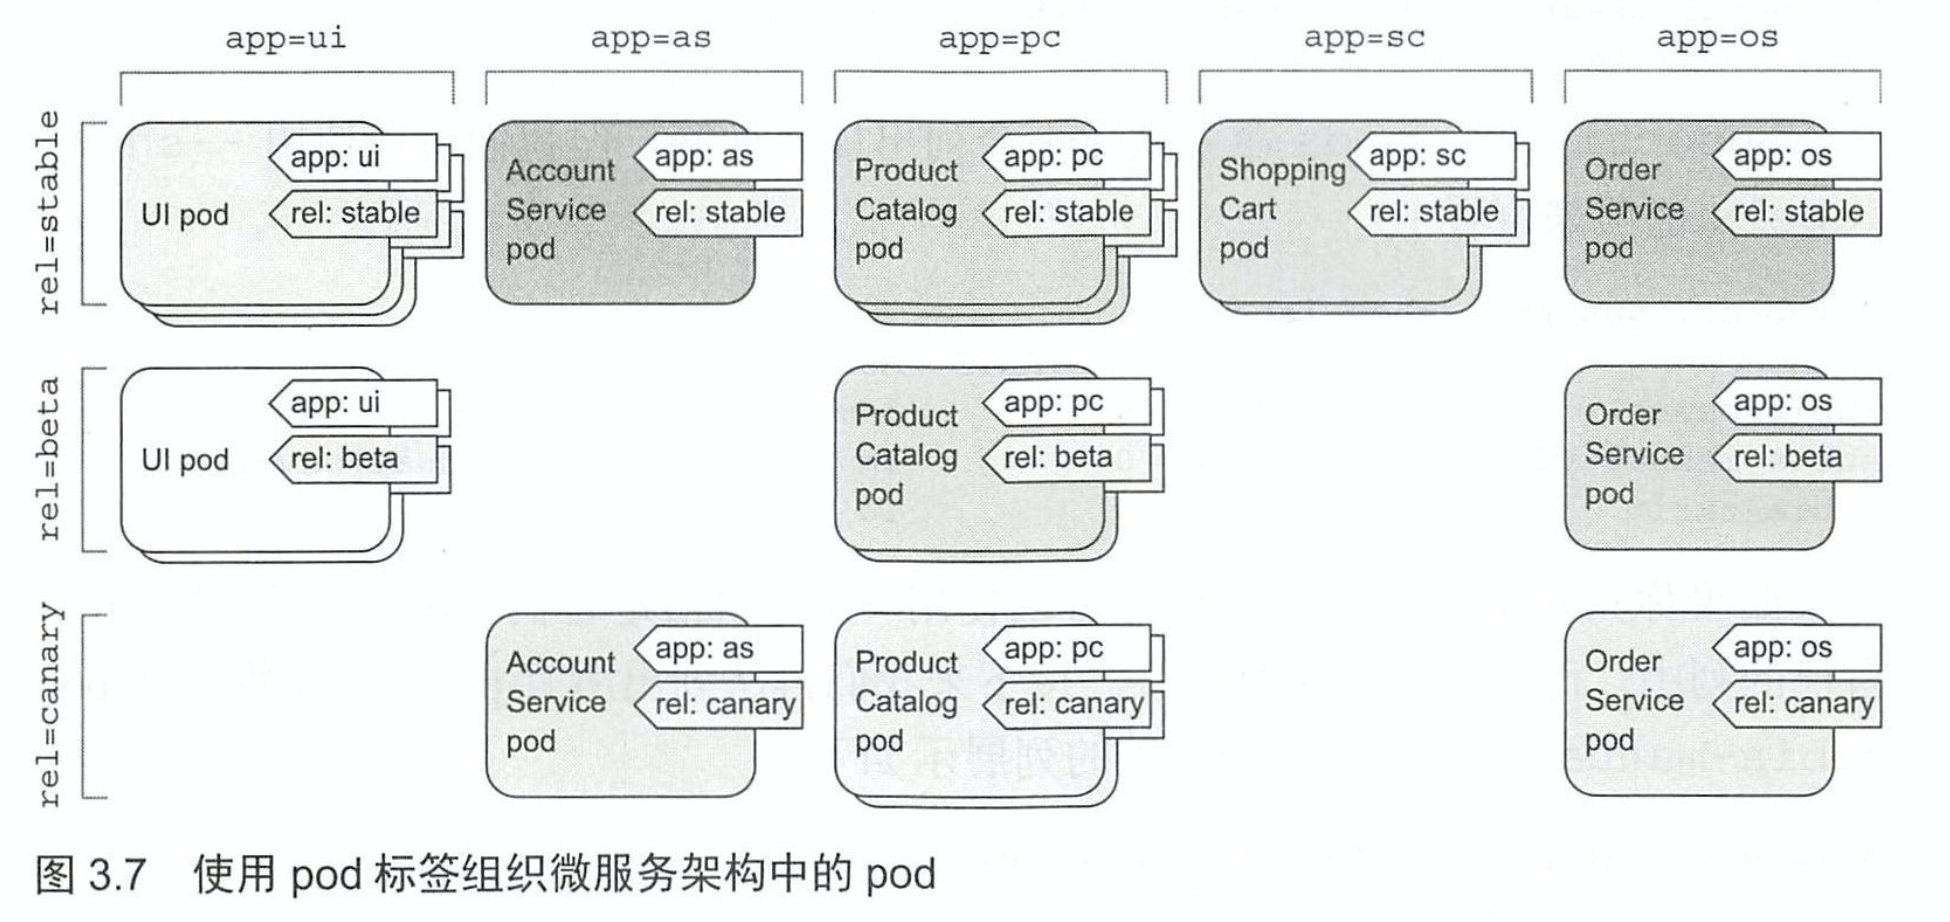 app=ui
app=as
app=pc
app=sc
app=os
rel=stable
UI pod
app: ui
rel: stable
Account
Service
pod
app: as
rel: stable
Product
Catalog
pod
app: pc
rel: stable
Shopping
Cart
pod
app: sc
rel: stable
Order
Service
pod
app: os
rel: stable
rel=beta
UI pod
app: ui
rel: beta
Product
Catalog
pod
app: pc
rel: beta
Order
Service
pod
app: os
rel: beta
rel=canary
Account
Service
pod
app: as
rel: canary
Product
Catalog
pod
app: pc
rel: canary
Order
Service
pod
app: os
rel: canary
图 3.7 使用 pod 标签组织微服务架构中的 pod